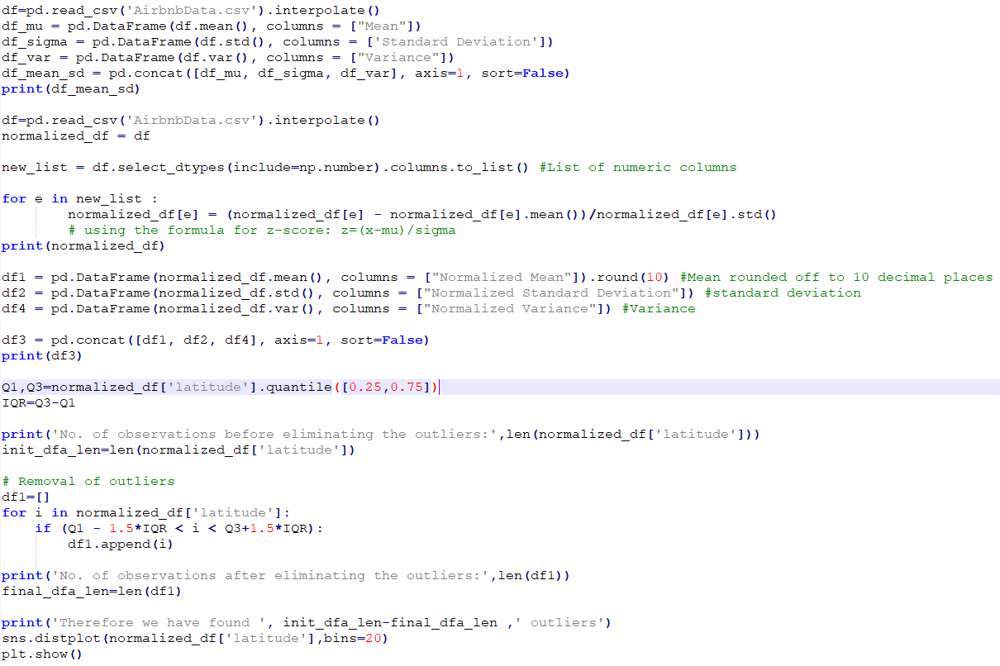 df=pd.read_csv('AirbnbData.csv').interpolate()
df_mu = pd.DataFrame(df.mean(), columns = ["Mean"])
df_sigma = pd.DataFrame(df.std(), columns = ['Standard Deviation'])
df_var = pd.DataFrame(df.var(), columns = ["Variance"])
df_mean_sd = pd.concat([df_mu, df_sigma, df_var], axis=1, sort=False)
print(df_mean_sd)

df=pd.read_csv('AirbnbData.csv').interpolate()
normalized_df = df

new_list = df.select_dtypes(include=np.number).columns.to_list() #List of numeric columns

for e in new_list :
        normalized_df[e] = (normalized_df[e] - normalized_df[e].mean())/normalized_df[e].std()
        # using the formula for z-score: z=(x-mu)/sigma
print(normalized_df)

df1 = pd.DataFrame(normalized_df.mean(), columns = ["Normalized Mean"]).round(10) #Mean rounded off to 10 decimal places
df2 = pd.DataFrame(normalized_df.std(), columns = ["Normalized Standard Deviation"]) #standard deviation
df4 = pd.DataFrame(normalized_df.var(), columns = ["Normalized Variance"]) #Variance

df3 = pd.concat([df1, df2, df4], axis=1, sort=False)
print(df3)

Q1,Q3=normalized_df['latitude'].quantile([0.25,0.75])
IQR=Q3-Q1

print('No. of observations before eliminating the outliers:',len(normalized_df['latitude']))
init_dfa_len=len(normalized_df['latitude'])

# Removal of outliers
df1=[]
for i in normalized_df['latitude']:
    if (Q1 - 1.5*IQR < i < Q3+1.5*IQR):
        df1.append(i)

print('No. of observations after eliminating the outliers:',len(df1))
final_dfa_len=len(df1)

print('Therefore we have found ', init_dfa_len-final_dfa_len ,' outliers')
sns.distplot(normalized_df['latitude'],bins=20)
plt.show()